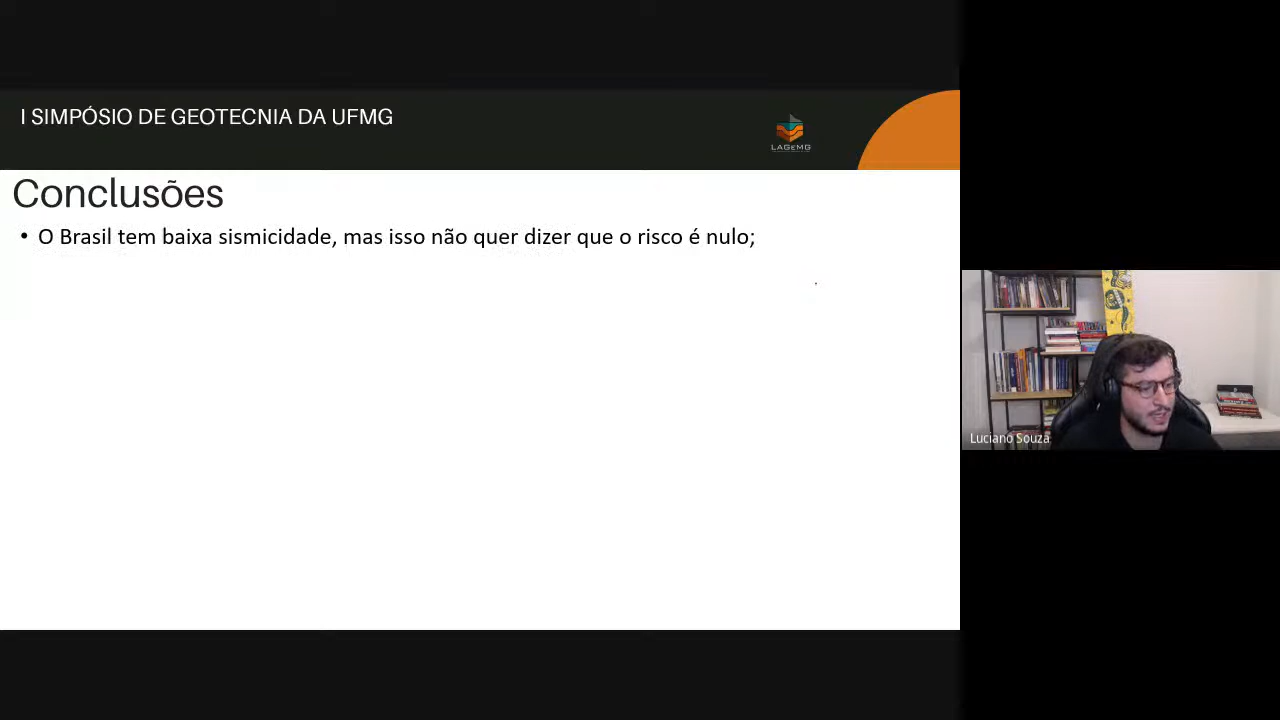 I SIMPÓSIO DE GEOTECNIA DA UFMG
LAGEMG
Conclusões
• O Brasil tem baixa sismicidade, mas isso não quer dizer que o risco é nulo;
Luciano Souza